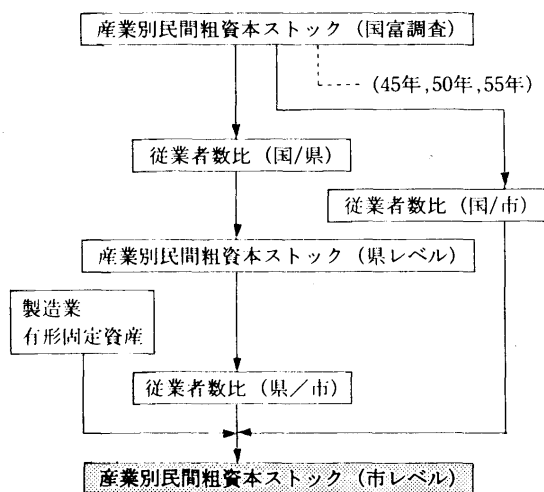 産業別民間粗資本ストック（国富調査）
(45年,50年,55年)
従業者数比（国/県）
従業者数比（国/市）
産業別民間粗資本ストック（県レベル）
製造業
有形固定資産
従業者数比（県／市）
産業別民間粗資本ストック（市レベル）